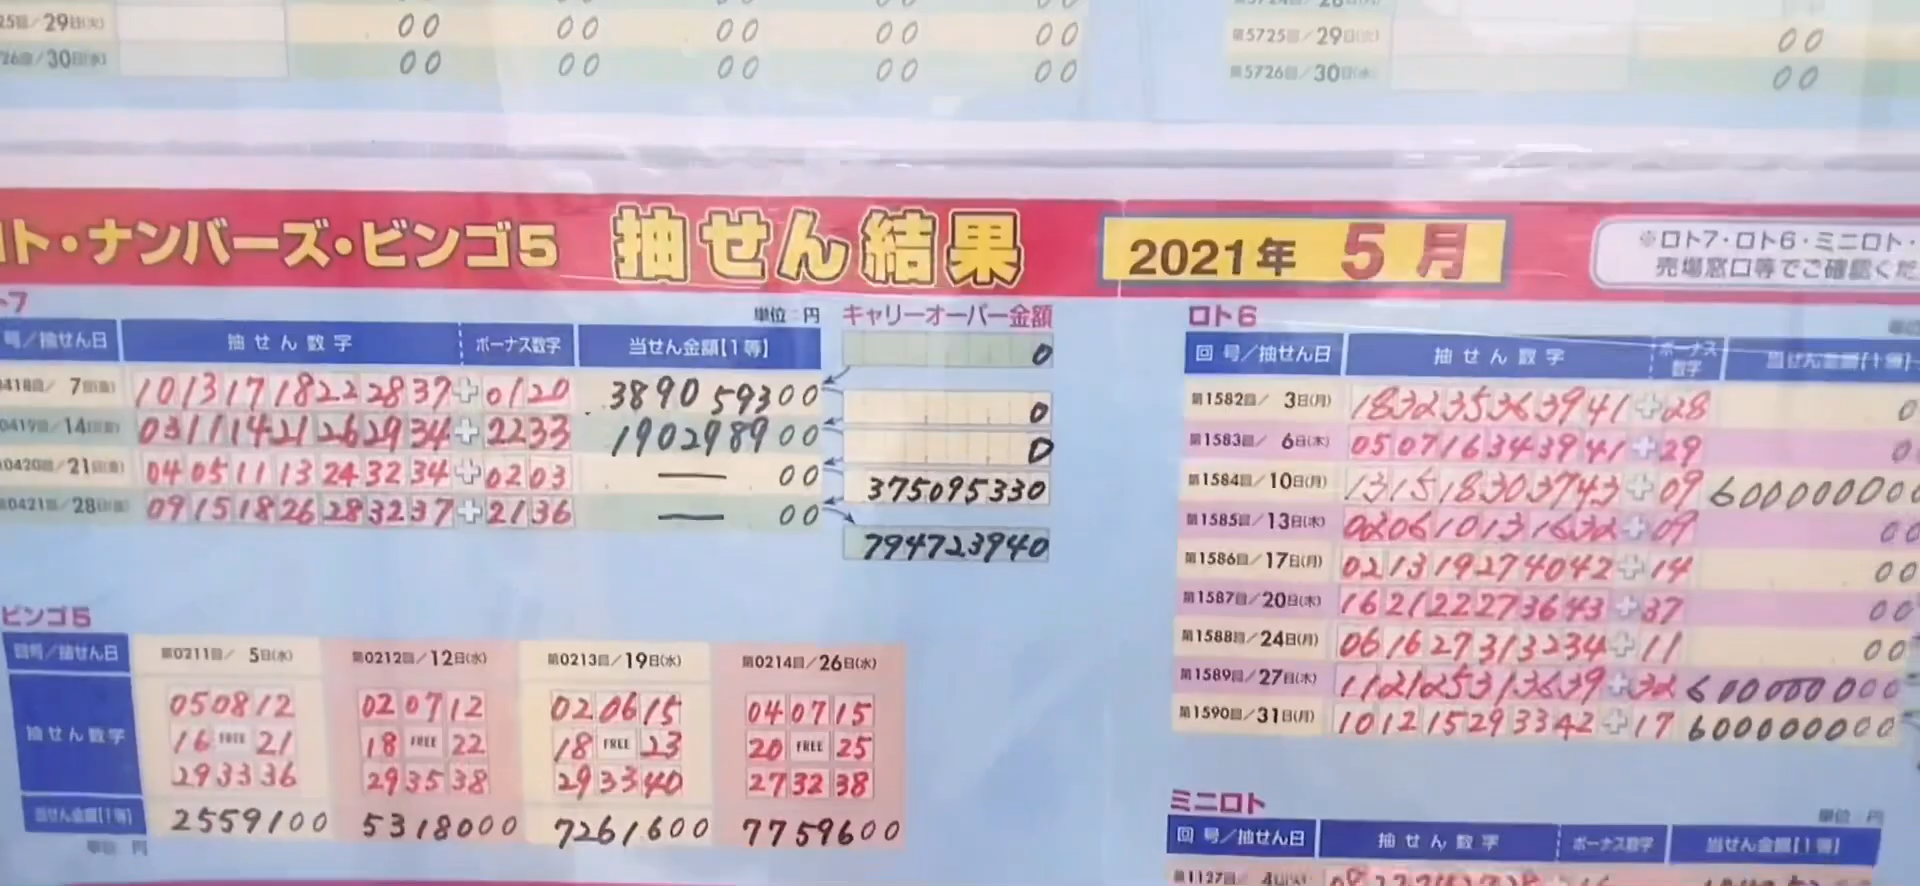 29日(火) 00 00 00 00 00
第5725回/29日(火) 00
30日(水) 00 00 00 00 00
第5726回/30日(水) 00
ト・ナンバーズ・ビンゴ5 抽せん結果 2021年 5月
※ロト7・ロト6・ミニロト・
売場窓口等でご確認くだ
7
単位:円 キャリーオーバー金額
号/抽せん日 抽せん数字 ボーナス数字 当せん金額[1等] 0
0418回/ 7日(金) 10 13 17 18 22 28 37 + 01 20 389059300 0
0419回/14日(金) 03 11 14 21 26 29 34 + 22 33 190298900 0
0420回/21日(金) 04 05 11 13 24 32 34 + 02 03 — 00 375095330
0421回/28日(金) 09 15 18 26 28 32 37 + 21 36 — 00 794723940
ビンゴ5
回号/抽せん日 第0211回/ 5日(水) 第0212回/12日(水) 第0213回/19日(水) 第0214回/26日(水)
抽せん数字
05 08 12 02 07 12 02 06 15 04 07 15
16 FREE 21 18 FREE 22 18 FREE 23 20 FREE 25
29 33 36 29 35 38 29 33 40 27 32 38
当せん金額[1等] 2559100 5318000 7261600 7759600
単位:円
ロト6
回 号/抽せん日 抽せん数字 ボーナス数字 当せん金額[1等]
第1582回/ 3日(月) 18 32 35 36 39 41 + 28 0
第1583回/ 6日(木) 05 07 16 34 39 41 + 29 0
第1584回/10日(月) 13 15 18 30 37 43 + 09 600000000
第1585回/13日(木) 02 06 10 13 16 32 + 09 00
第1586回/17日(月) 02 13 19 27 40 42 + 14 00
第1587回/20日(木) 16 21 22 27 36 43 + 37 00
第1588回/24日(月) 06 16 27 31 32 34 + 11 00
第1589回/27日(木) 11 21 25 31 36 39 + 32 600000000
第1590回/31日(月) 10 12 15 29 33 42 + 17 600000000
ミニロト
単位:円
回 号/抽せん日 抽せん数字 ボーナス数字 当せん金額[1等]
第1127回/ 4日(火)